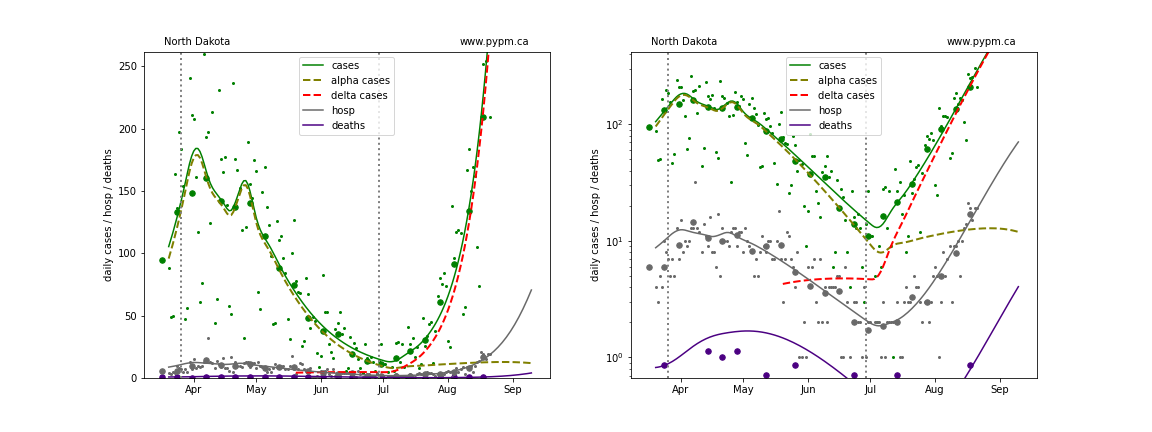 North Dakota www.pypm.ca
cases
alpha cases
delta cases
hosp
deaths
daily cases / hosp / deaths
250
200
150
100
50
0
Apr May Jun Jul Aug Sep
North Dakota www.pypm.ca
cases
alpha cases
delta cases
hosp
deaths
daily cases / hosp / deaths
10²
10¹
10⁰
Apr May Jun Jul Aug Sep